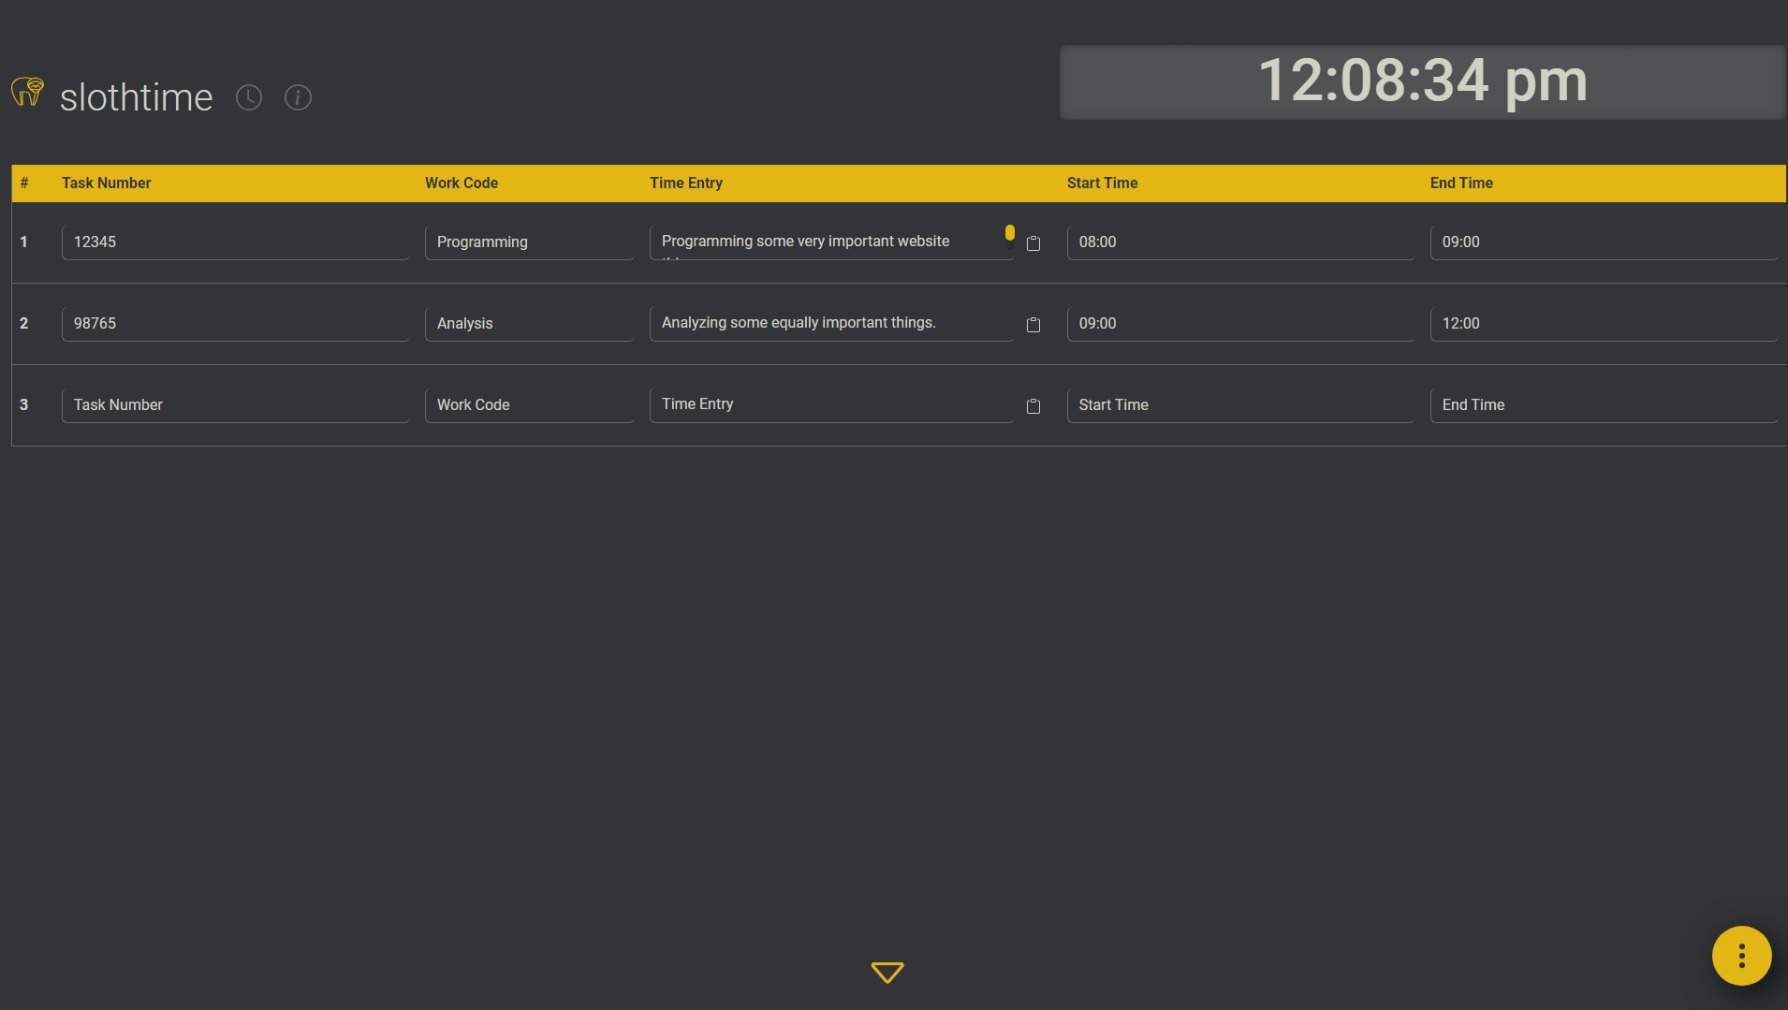 slothtime
12:08:34 pm
# Task Number Work Code Time Entry Start Time End Time
1 12345 Programming Programming some very important website 08:00 09:00
2 98765 Analysis Analyzing some equally important things. 09:00 12:00
3 Task Number Work Code Time Entry Start Time End Time